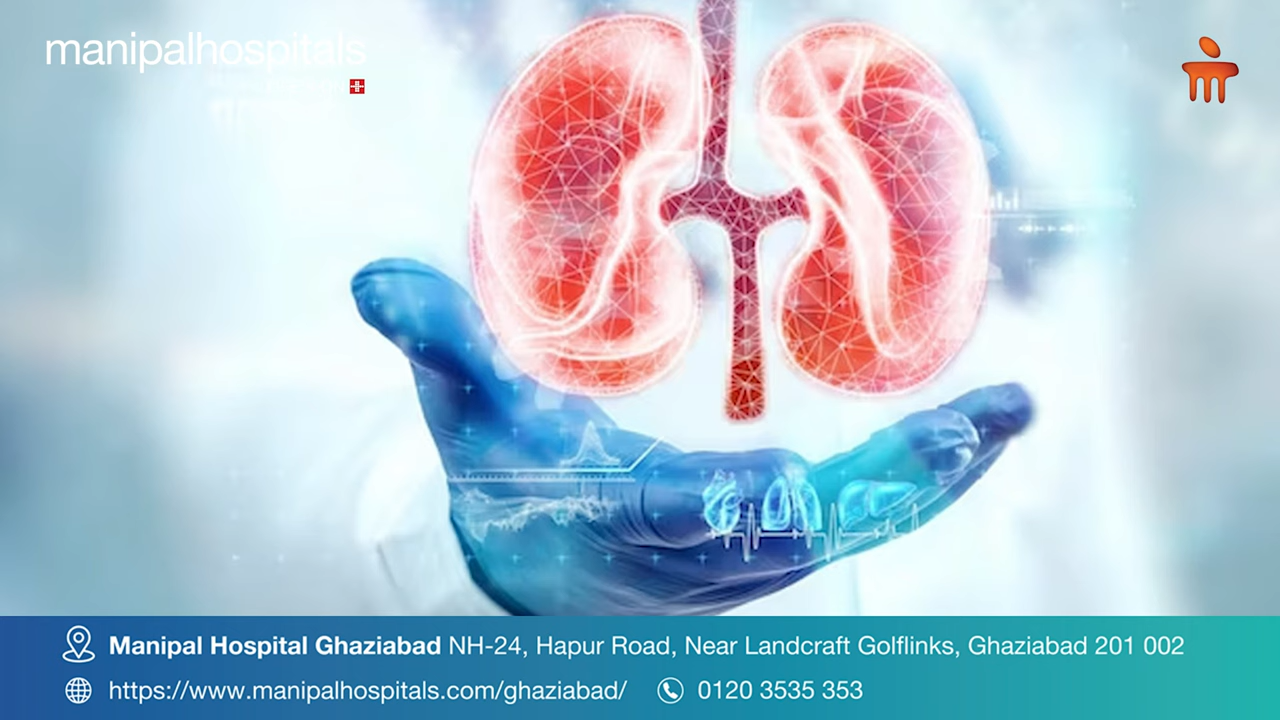 manipalhospitals
Manipal Hospital Ghaziabad NH-24, Hapur Road, Near Landcraft Golflinks, Ghaziabad 201 002
https://www.manipalhospitals.com/ghaziabad/ 0120 3535 353